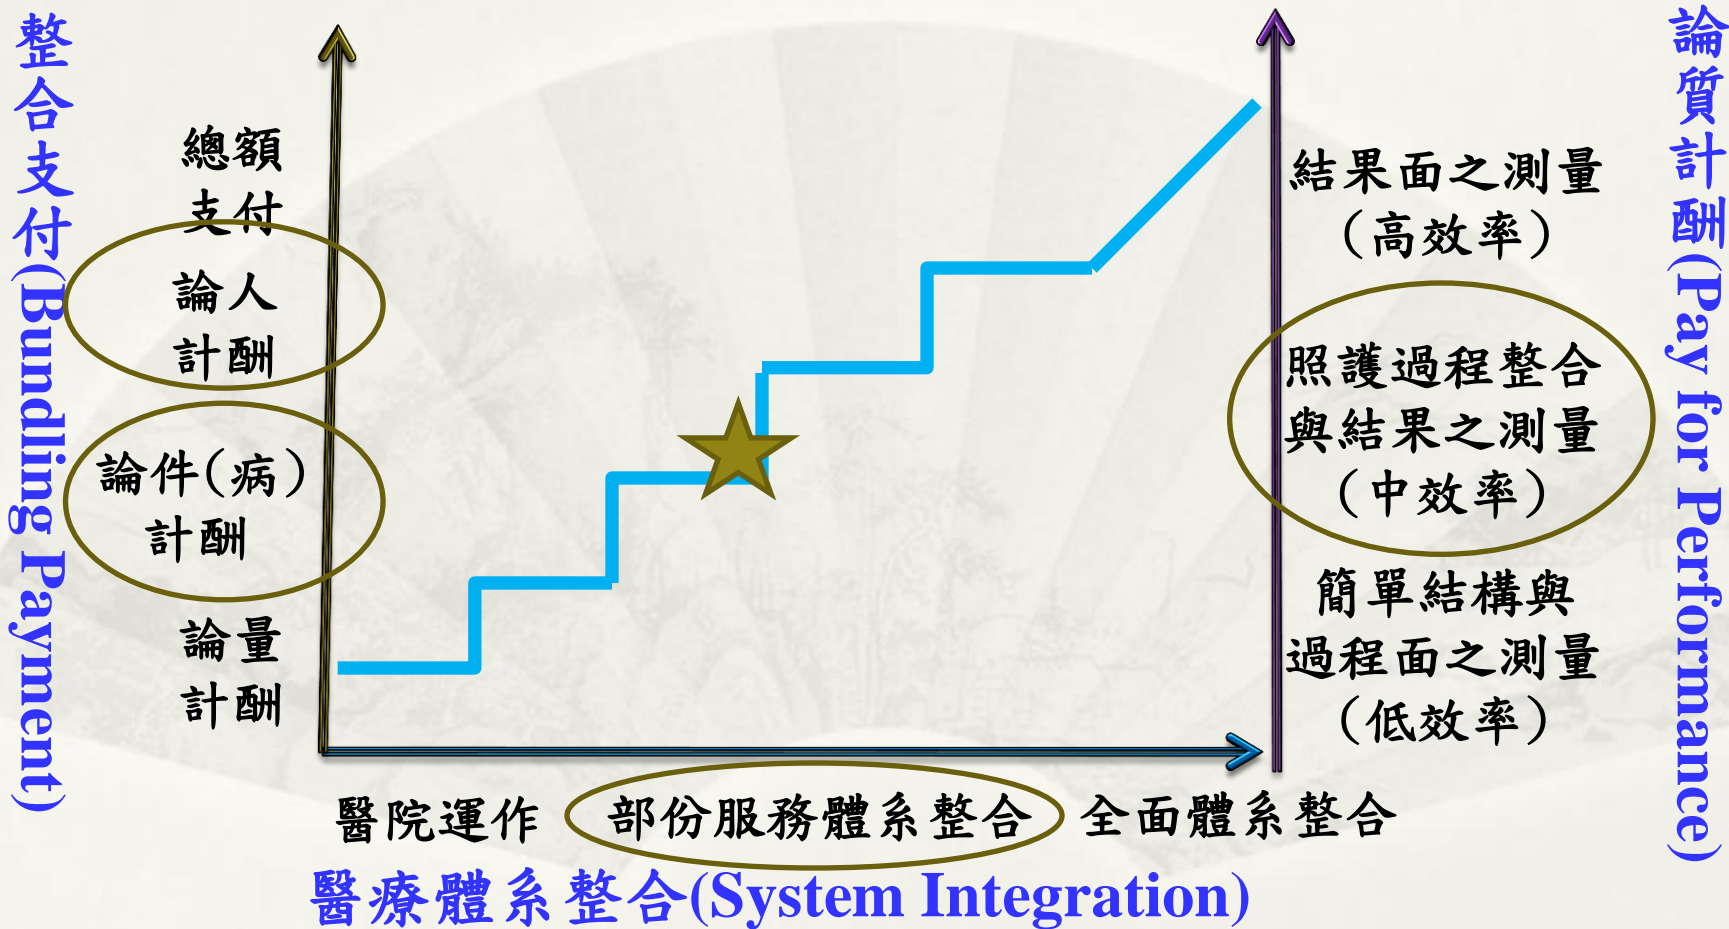 整合支付(Bundling Payment)
總額
支付
論人
計酬
論件(病)
計酬
論量
計酬
結果面之測量
(高效率)
照護過程整合
與結果之測量
(中效率)
簡單結構與
過程面之測量
(低效率)
論質計酬(Pay for Performance)
醫院運作 部份服務體系整合 全面體系整合
醫療體系整合(System Integration)